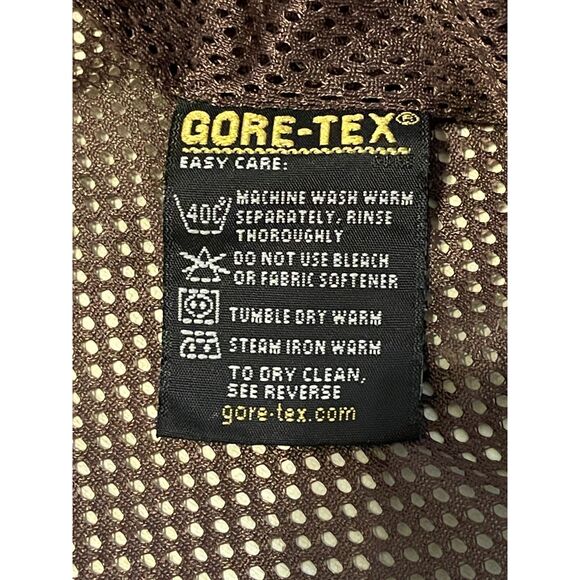 GORE-TEX®
EASY CARE:
40C MACHINE WASH WARM
SEPARATELY, RINSE
THOROUGHLY
DO NOT USE BLEACH
OR FABRIC SOFTENER
TUMBLE DRY WARM
STEAM IRON WARM
TO DRY CLEAN,
SEE REVERSE
gore-tex.com